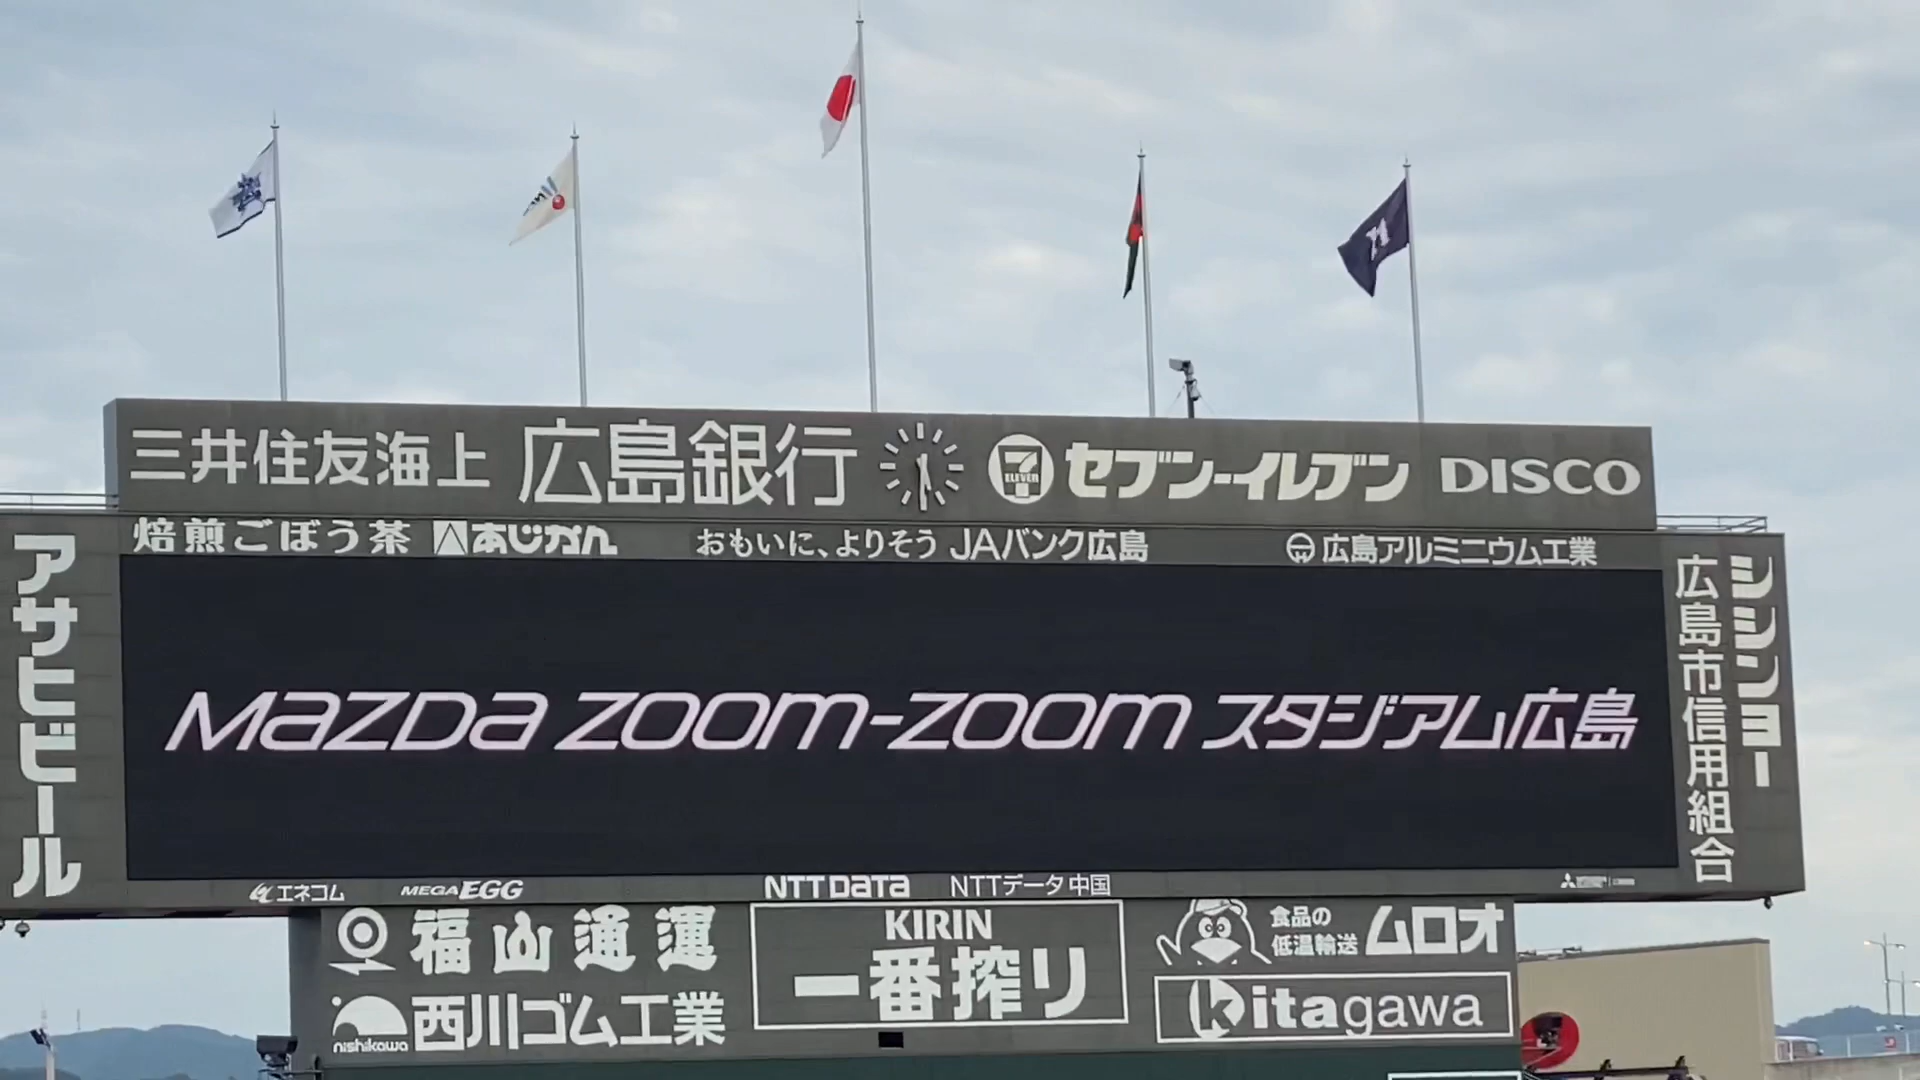 三井住友海上 広島銀行 7 ELEVEN セブン-イレブン DISCO
焙煎ごぼう茶 あじかん おもいに、よりそう JAバンク広島 広島アルミニウム工業
アサヒビール
MAZDA ZOOM-ZOOM スタジアム広島
シシンヨー
広島市信用組合
エネコム MEGA EGG NTT DATA NTTデータ中国
福山通運
nishikawa 西川ゴム工業
KIRIN
一番搾り
食品の
低温輸送 ムロオ
Kitagawa